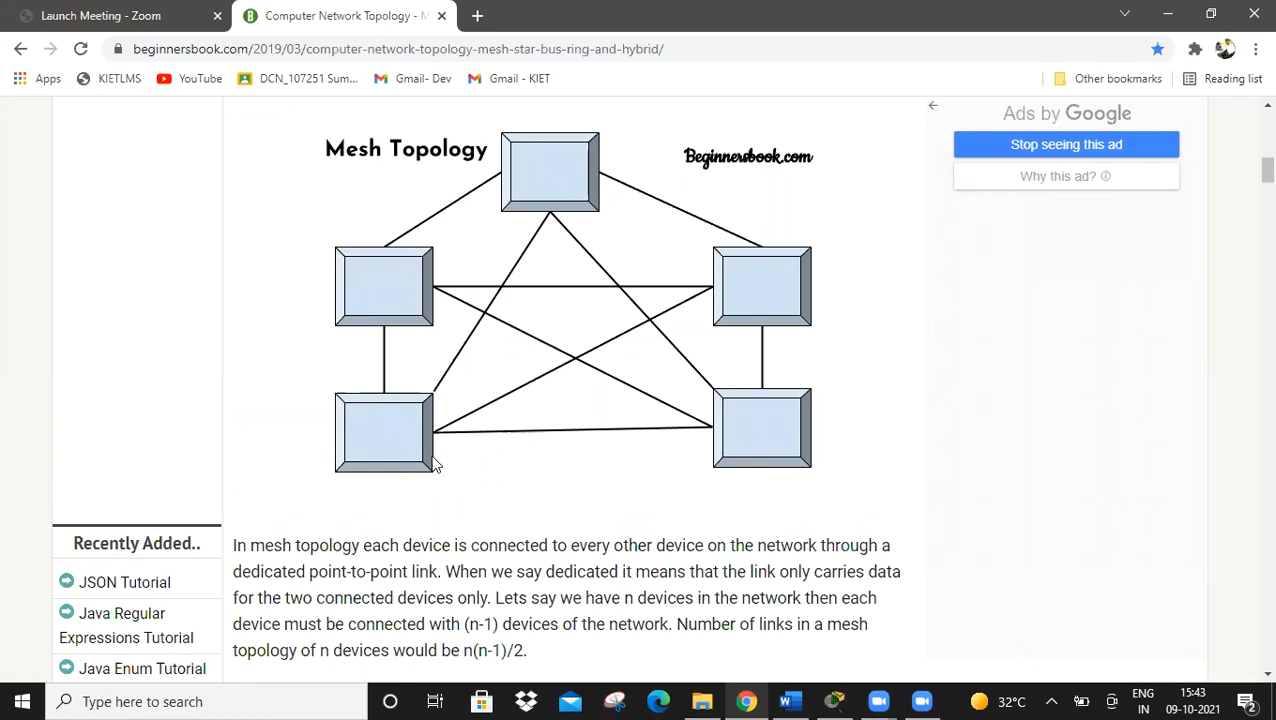 Launch Meeting - Zoom
Computer Network Topology - M
beginnersbook.com/2019/03/computer-network-topology-mesh-star-bus-ring-and-hybrid/
Apps KIETLMS YouTube DCN_107251 Sum... Gmail- Dev Gmail - KIET Other bookmarks Reading list
Mesh Topology
Beginnersbook.com
Ads by Google
Stop seeing this ad
Why this ad?
Recently Added..
JSON Tutorial
Java Regular
Expressions Tutorial
Java Enum Tutorial
In mesh topology each device is connected to every other device on the network through a
dedicated point-to-point link. When we say dedicated it means that the link only carries data
for the two connected devices only. Lets say we have n devices in the network then each
device must be connected with (n-1) devices of the network. Number of links in a mesh
topology of n devices would be n(n-1)/2.
Type here to search
32°C
ENG
IN
15:43
09-10-2021
2